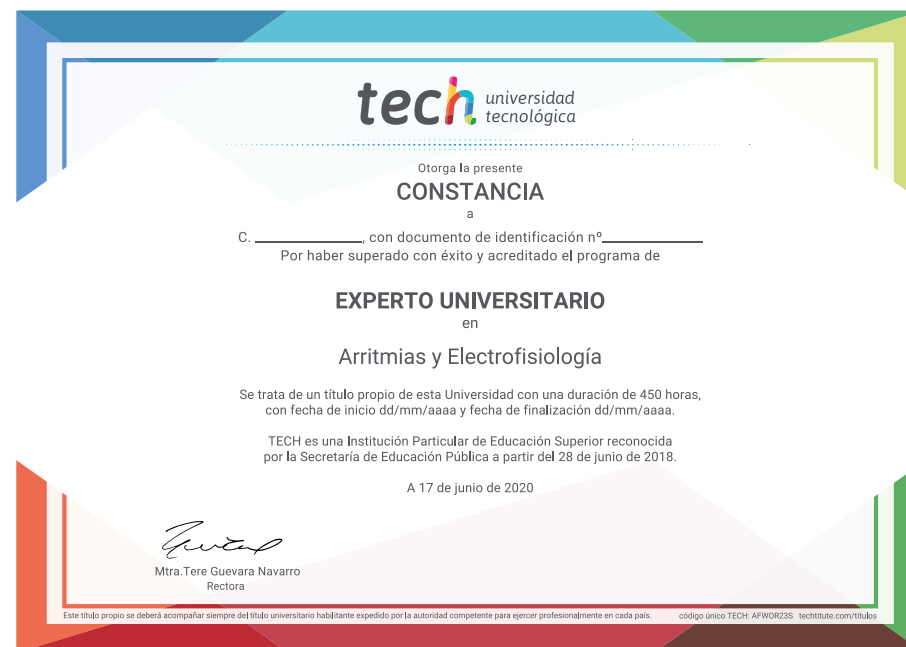 tech universidad
tecnológica
Otorga la presente
CONSTANCIA
a
C. ______________, con documento de identificación nº_____________
Por haber superado con éxito y acreditado el programa de
EXPERTO UNIVERSITARIO
en
Arritmias y Electrofisiología
Se trata de un título propio de esta Universidad con una duración de 450 horas,
con fecha de inicio dd/mm/aaaa y fecha de finalización dd/mm/aaaa.
TECH es una Institución Particular de Educación Superior reconocida
por la Secretaría de Educación Pública a partir del 28 de junio de 2018.
A 17 de junio de 2020
Mtra.Tere Guevara Navarro
Rectora
Este título propio se deberá acompañar siempre del título universitario habilitante expedido por la autoridad competente para ejercer profesionalmente en cada país. código único TECH: AFWOR23S techtitute.com/titulos